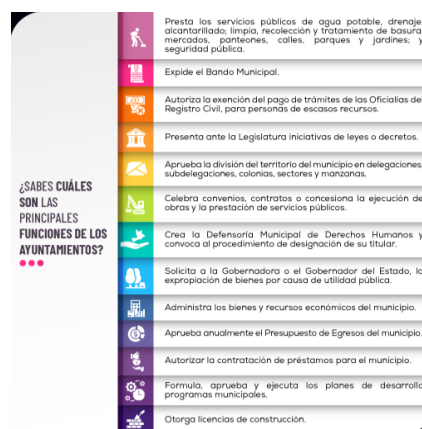 ¿SABES CUÁLES
SON LAS
PRINCIPALES
FUNCIONES DE LOS
AYUNTAMIENTOS?
Presta los servicios públicos de agua potable, drenaje,
alcantarillado; limpia, recolección y tratamiento de basura,
mercados, panteones, calles, parques y jardines; y
seguridad pública.
Expide el Bando Municipal.
Autoriza la exención del pago de trámites de las Oficialías del
Registro Civil, para personas de escasos recursos.
Presenta ante la Legislatura iniciativas de leyes o decretos.
Aprueba la división del territorio del municipio en delegaciones,
subdelegaciones, colonias, sectores y manzanas.
Celebra convenios, contratos o concesiona la ejecución de
obras y la prestación de servicios públicos.
Crea la Defensoría Municipal de Derechos Humanos y
convoca al procedimiento de designación de su titular.
Solicita a la Gobernadora o el Gobernador del Estado, la
expropiación de bienes por causa de utilidad pública.
Administra los bienes y recursos económicos del municipio.
Aprueba anualmente el Presupuesto de Egresos del municipio.
Autorizar la contratación de préstamos para el municipio.
Formula, aprueba y ejecuta los planes de desarrollo
programas municipales.
Otorga licencias de construcción.